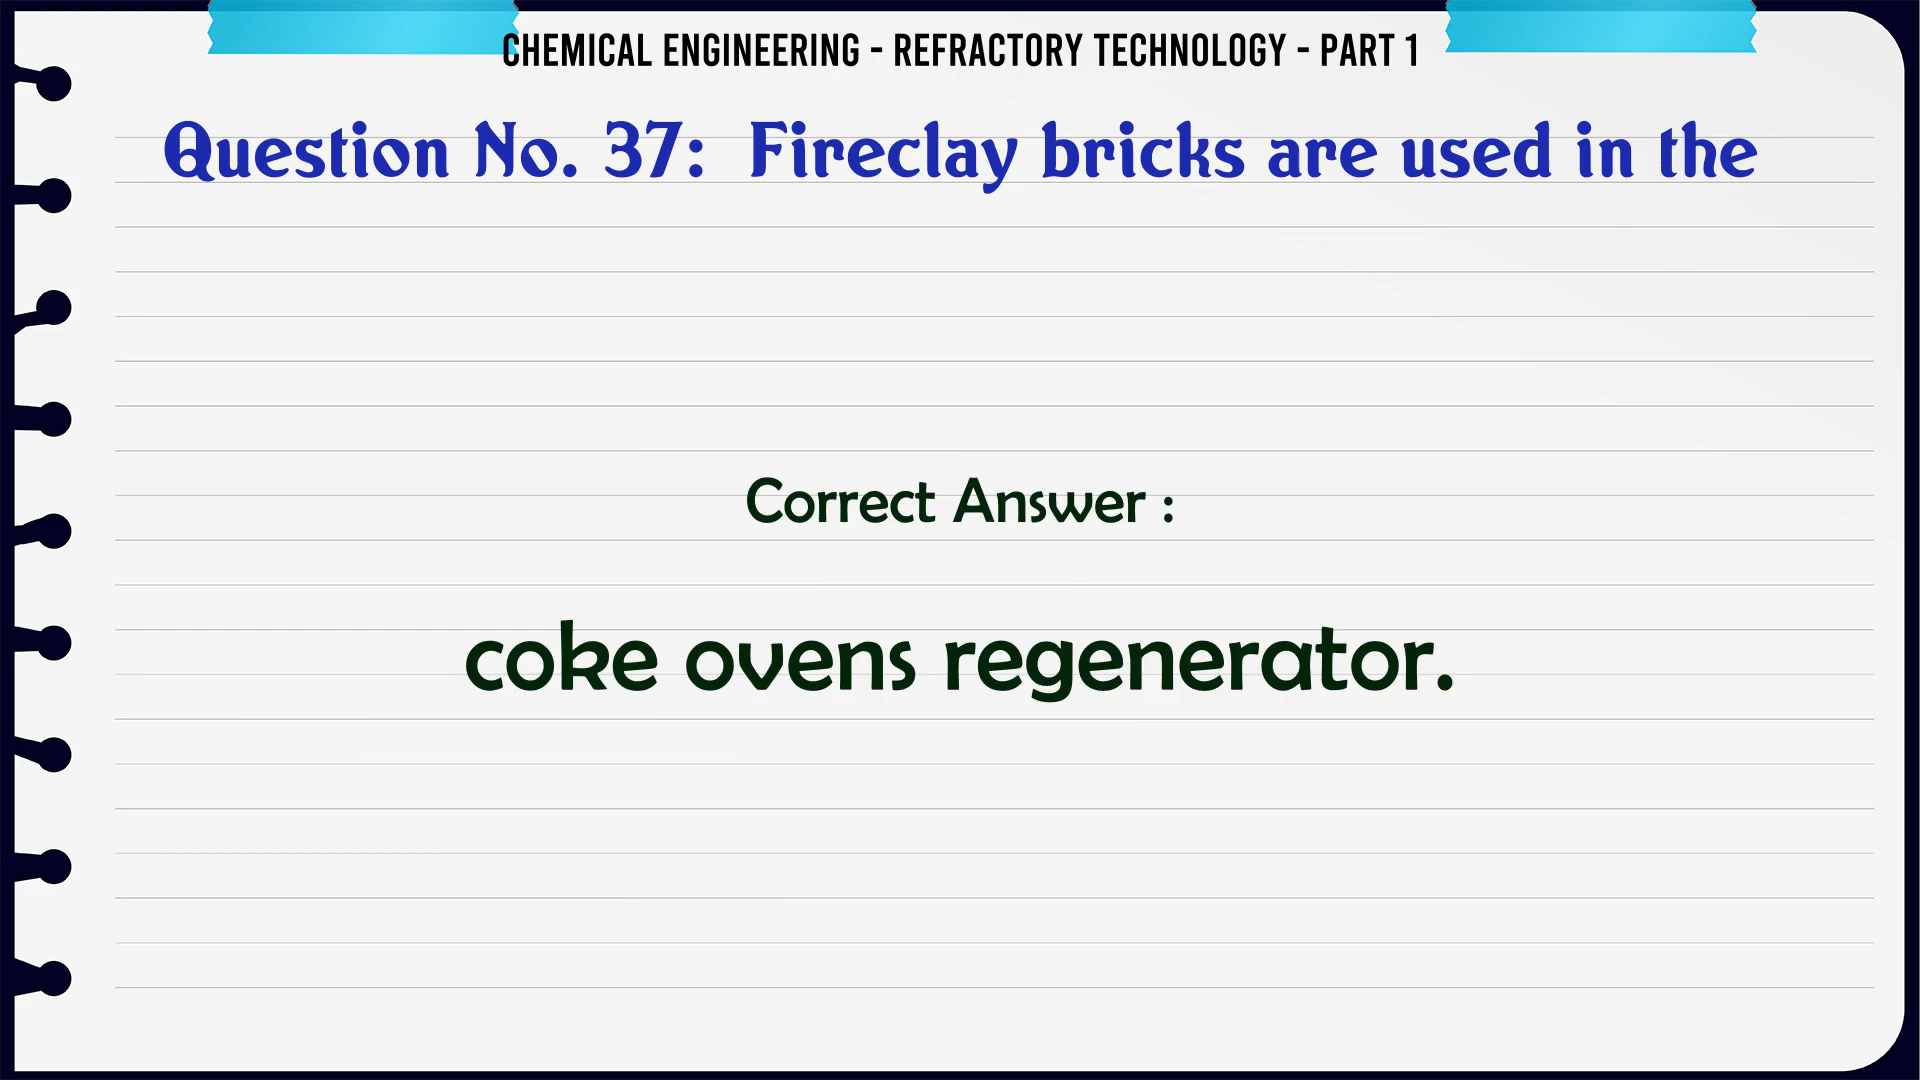 CHEMICAL ENGINEERING - REFRACTORY TECHNOLOGY - PART 1
Question No. 37: Fireclay bricks are used in the
Correct Answer :
coke ovens regenerator.